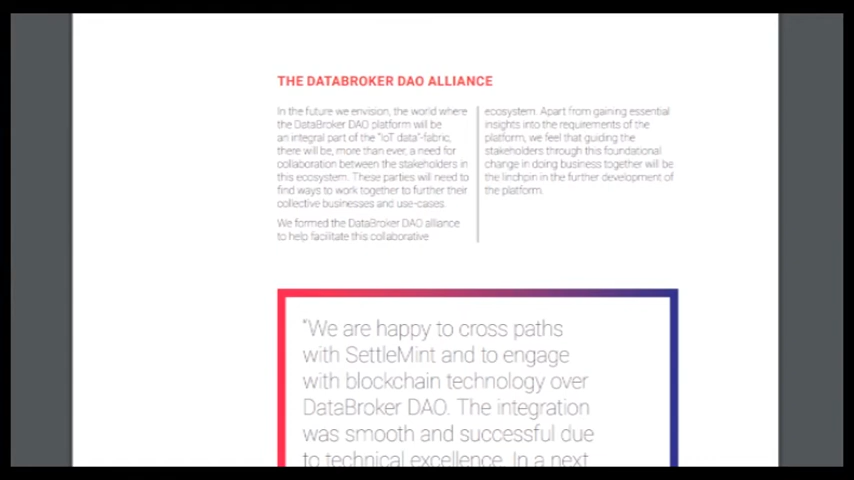 THE DATABROKER DAO ALLIANCE
In the future we envision, the world where
the DataBroker DAO platform will be
an integral part of the "IoT data"-fabric,
there will be, more than ever, a need for
collaboration between the stakeholders in
this ecosystem. These parties will need to
find ways to work together to further their
collective businesses and use-cases.
We formed the DataBroker DAO alliance
to help facilitate this collaborative
ecosystem. Apart from gaining essential
insights into the requirements of the
platform, we feel that guiding the
stakeholders through this foundational
change in doing business together will be
the linchpin in the further development of
the platform.
"We are happy to cross paths
with SettleMint and to engage
with blockchain technology over
DataBroker DAO. The integration
was smooth and successful due
to technical excellence. In a next